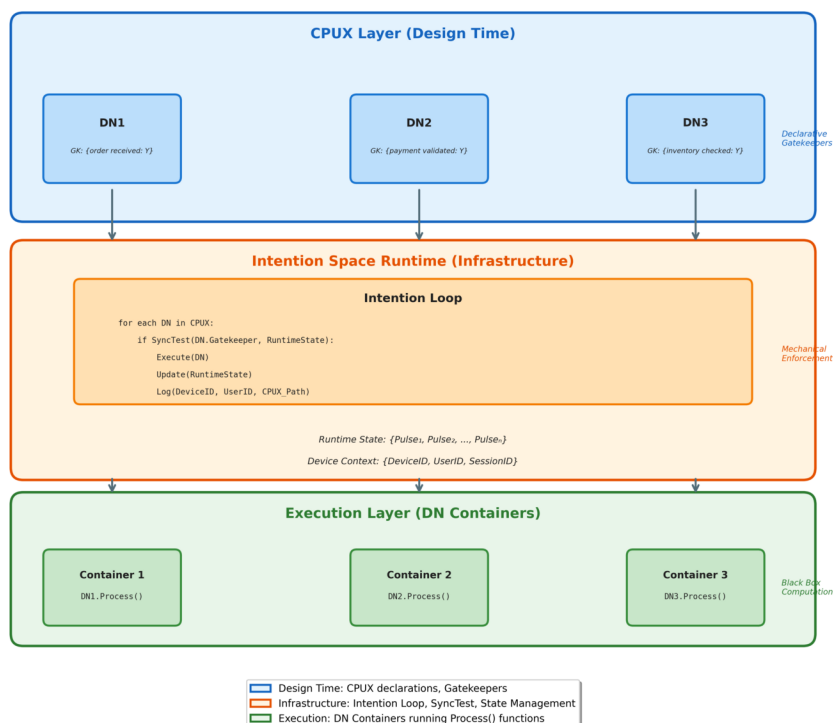 CPUX Layer (Design Time)
DN1
GK: {order received: Y}
DN2
GK: {payment validated: Y}
DN3
GK: {inventory checked: Y}
Declarative
Gatekeepers
Intention Space Runtime (Infrastructure)
Intention Loop
for each DN in CPUX:
if SyncTest(DN.Gatekeeper, RuntimeState):
Execute(DN)
Update(RuntimeState)
Log(DeviceID, UserID, CPUX_Path)
Mechanical
Enforcement
Runtime State: {Pulse₁, Pulse₂, ..., Pulseₙ}
Device Context: {DeviceID, UserID, SessionID}
Execution Layer (DN Containers)
Container 1
DN1.Process()
Container 2
DN2.Process()
Container 3
DN3.Process()
Black Box
Computation
Design Time: CPUX declarations, Gatekeepers
Infrastructure: Intention Loop, SyncTest, State Management
Execution: DN Containers running Process() functions